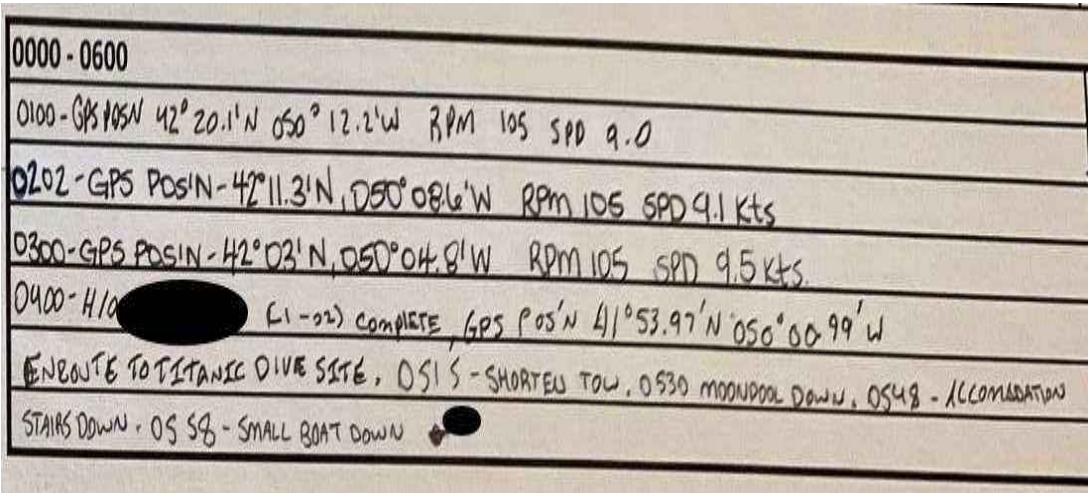 0000 - 0600
0100 - GPS POSN 42° 20.1'N 050° 12.2'W RPM 105 SPD 9.0
0202 - GPS POS'N - 42°11.3'N, 050°08.6'W RPM 105 SPD 9.1 Kts
0300 - GPS POSIN - 42°03'N, 050°04.8'W RPM 105 SPD 9.5 Kts.
0400 - H/O (1-02) COMPLETE, GPS POS'N 41°53.97'N 050°00.99'W
ENROUTE TO TITANIC DIVE SITE. 0515 - SHORTEN TOW. 0530 MOONPOOL DOWN. 0548 - ACCOMADATION
STAIRS DOWN. 0558 - SMALL BOAT DOWN